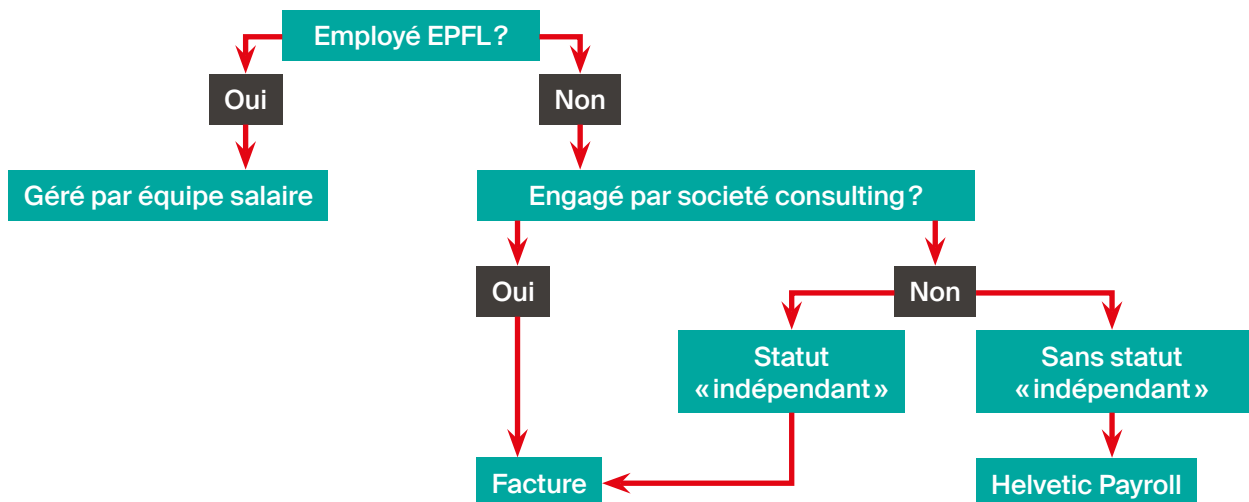 Employé EPFL ?
Oui
Non
Géré par équipe salaire
Engagé par societé consulting ?
Oui
Non
Statut
« indépendant »
Sans statut
« indépendant »
Facture
Helvetic Payroll